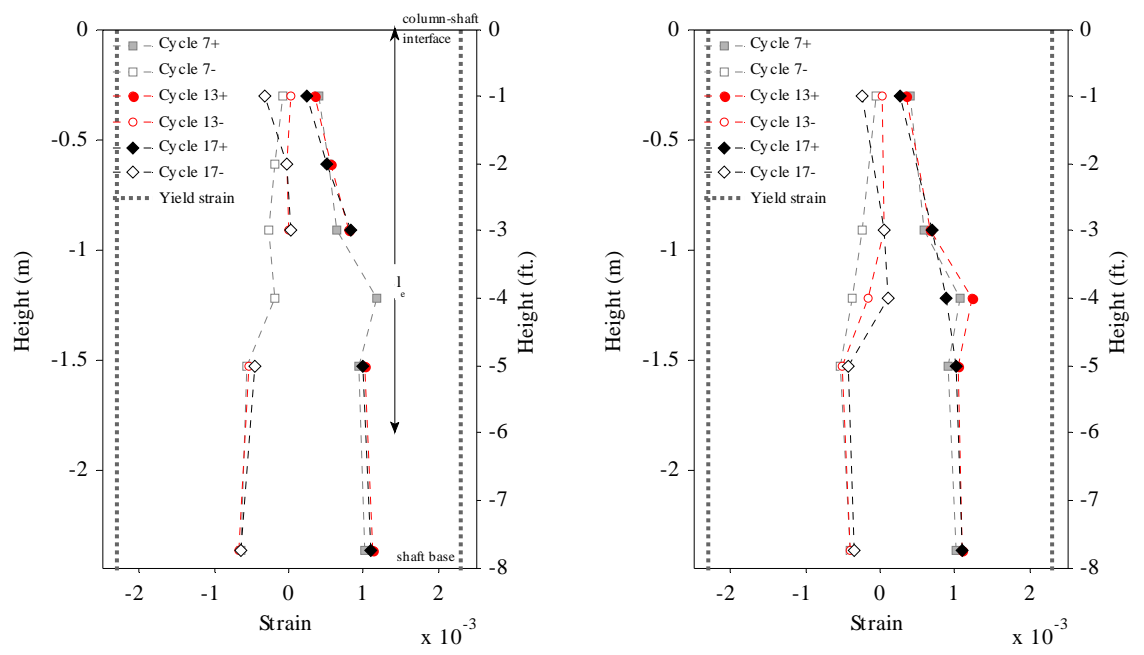 0
-0.5
-1
-1.5
-2
Height (m)
Cycle 7+
Cycle 7-
Cycle 13+
Cycle 13-
Cycle 17+
Cycle 17-
Yield strain
column-shaft
interface
l
e
shaft base
0
-1
-2
-3
-4
-5
-6
-7
-8
Height (ft.)
-2 -1 0 1 2
Strain
x 10
-3
0
-0.5
-1
-1.5
-2
Height (m)
Cycle 7+
Cycle 7-
Cycle 13+
Cycle 13-
Cycle 17+
Cycle 17-
Yield strain
0
-1
-2
-3
-4
-5
-6
-7
-8
Height (ft.)
-2 -1 0 1 2
Strain
x 10
-3